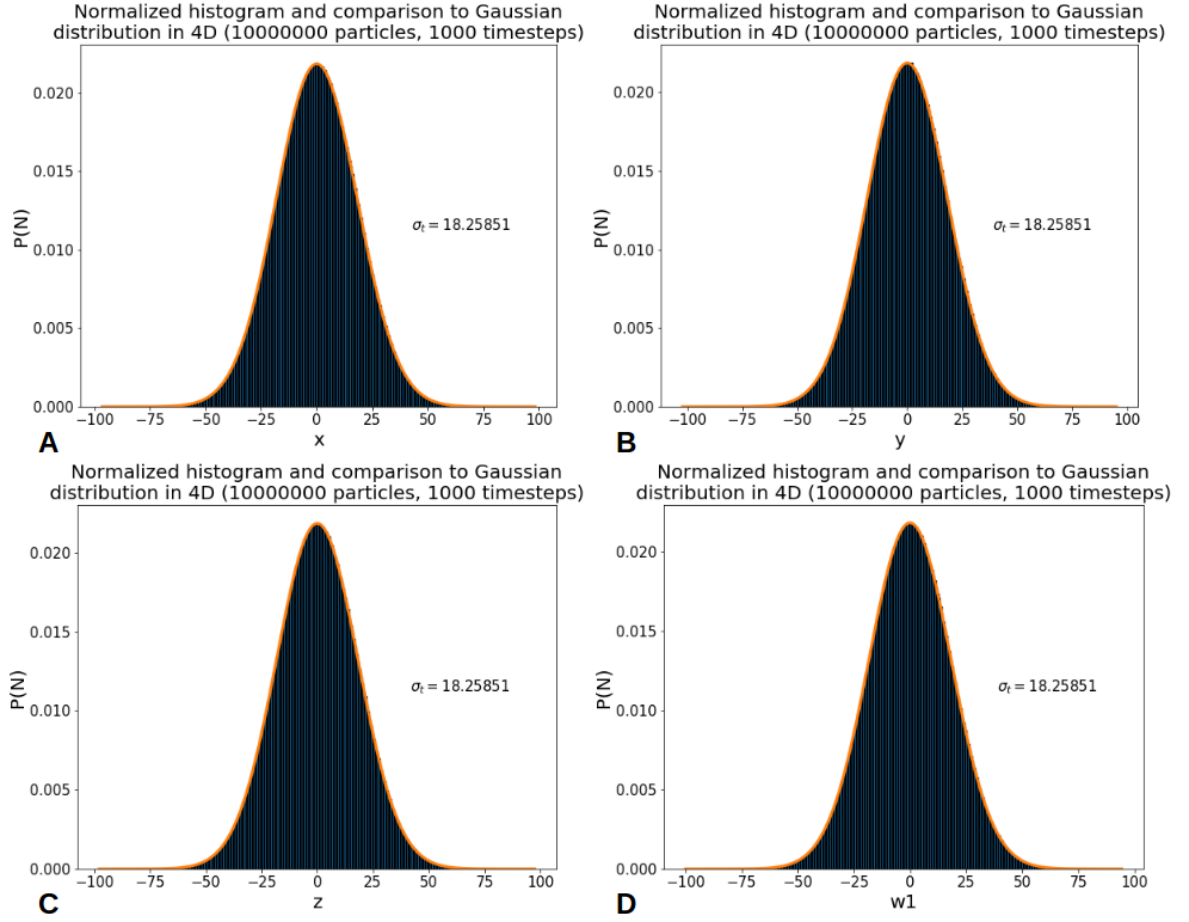 Normalized histogram and comparison to Gaussian
distribution in 4D (10000000 particles, 1000 timesteps)
0.020
0.015
0.010
0.005
0.000
P(N)
σt = 18.25851
−100 −75 −50 −25 0 25 50 75 100
x
A
Normalized histogram and comparison to Gaussian
distribution in 4D (10000000 particles, 1000 timesteps)
0.020
0.015
0.010
0.005
0.000
P(N)
σt = 18.25851
−100 −75 −50 −25 0 25 50 75 100
y
B
Normalized histogram and comparison to Gaussian
distribution in 4D (10000000 particles, 1000 timesteps)
0.020
0.015
0.010
0.005
0.000
P(N)
σt = 18.25851
−100 −75 −50 −25 0 25 50 75 100
z
C
Normalized histogram and comparison to Gaussian
distribution in 4D (10000000 particles, 1000 timesteps)
0.020
0.015
0.010
0.005
0.000
P(N)
σt = 18.25851
−100 −75 −50 −25 0 25 50 75 100
w1
D